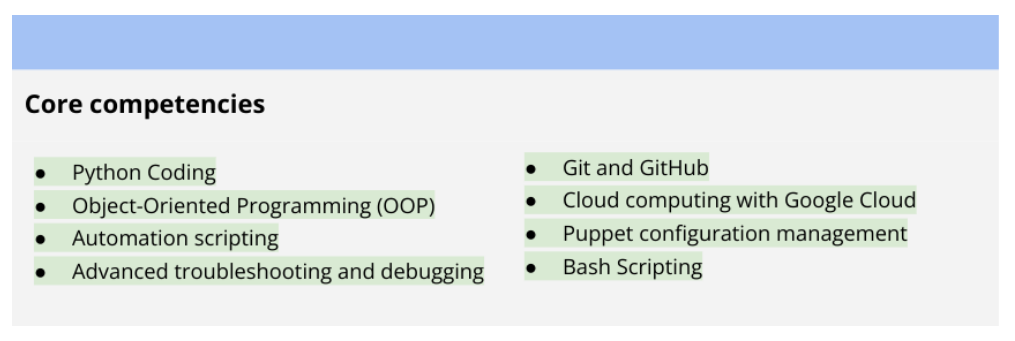 Core competencies
● Python Coding
● Object-Oriented Programming (OOP)
● Automation scripting
● Advanced troubleshooting and debugging
● Git and GitHub
● Cloud computing with Google Cloud
● Puppet configuration management
● Bash Scripting